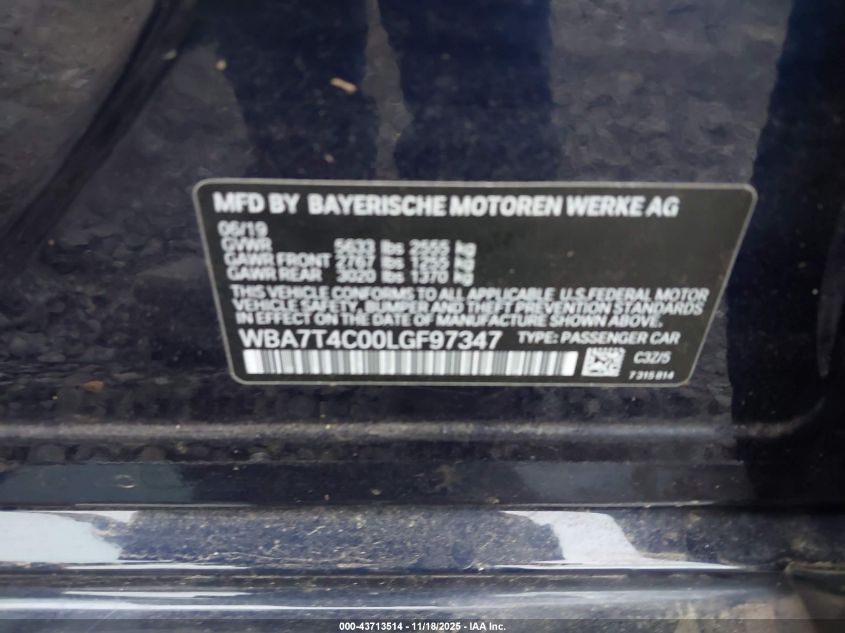 MFD BY BAYERISCHE MOTOREN WERKE AG
06/19
GVWR 5633 lbs 2555 kg
GAWR FRONT 2767 lbs 1255 kg
GAWR REAR 3020 lbs 1370 kg
THIS VEHICLE CONFORMS TO ALL APPLICABLE U.S. FEDERAL MOTOR
VEHICLE SAFETY, BUMPER, AND THEFT PREVENTION STANDARDS
IN EFFECT ON THE DATE OF MANUFACTURE SHOWN ABOVE.
WBA7T4C00LGF97347 TYPE: PASSENGER CAR
C3Z/5
7315814
000-43713514 - 11/18/2025 - IAA Inc.